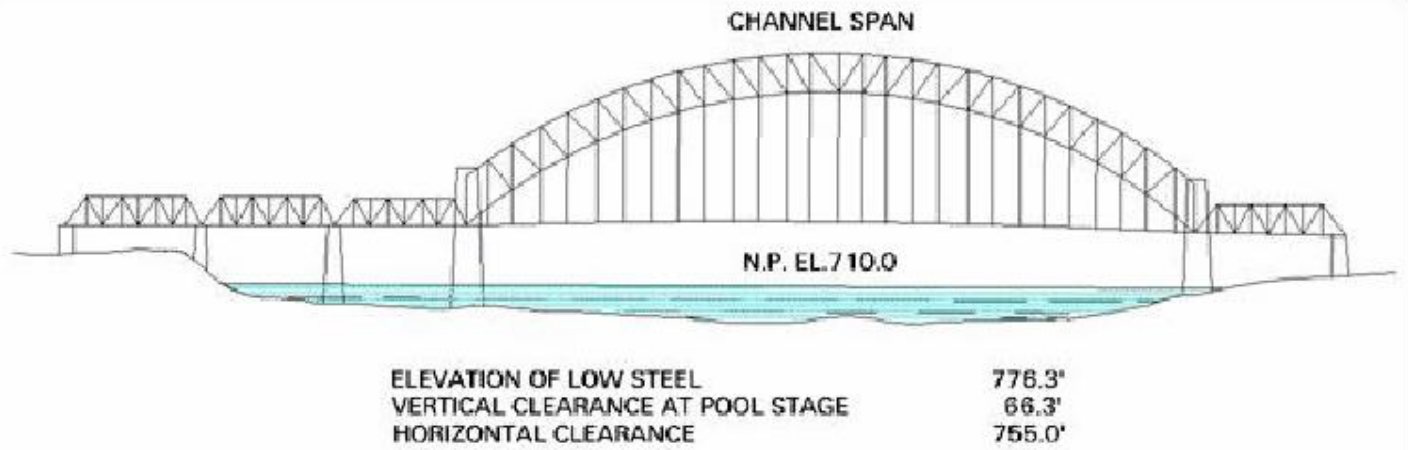 CHANNEL SPAN
N.P. EL.710.0
ELEVATION OF LOW STEEL 776.3'
VERTICAL CLEARANCE AT POOL STAGE 66.3'
HORIZONTAL CLEARANCE 755.0'